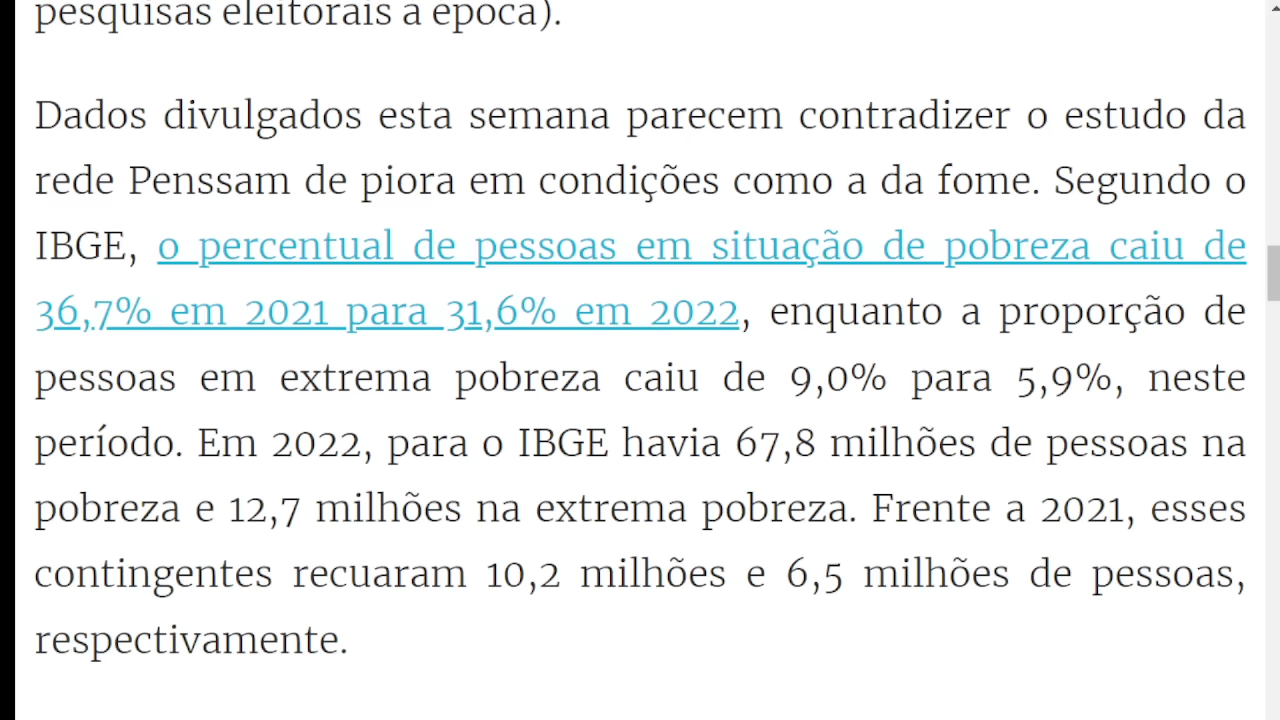 pesquisas eleitorais à época).
Dados divulgados esta semana parecem contradizer o estudo da
rede Penssam de piora em condições como a da fome. Segundo o
IBGE, o percentual de pessoas em situação de pobreza caiu de
36,7% em 2021 para 31,6% em 2022, enquanto a proporção de
pessoas em extrema pobreza caiu de 9,0% para 5,9%, neste
período. Em 2022, para o IBGE havia 67,8 milhões de pessoas na
pobreza e 12,7 milhões na extrema pobreza. Frente a 2021, esses
contingentes recuaram 10,2 milhões e 6,5 milhões de pessoas,
respectivamente.